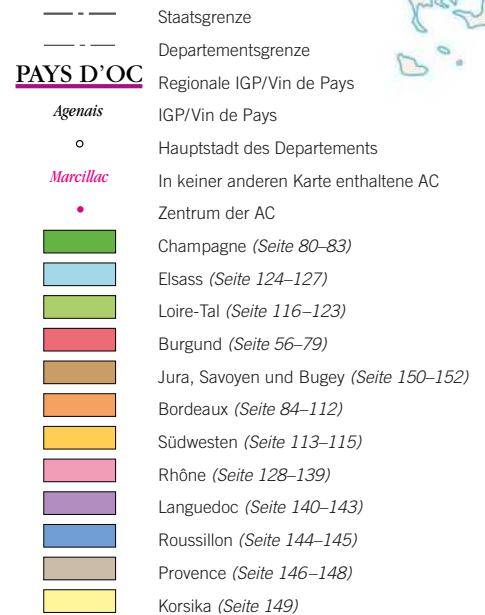 Staatsgrenze
Departementsgrenze
PAYS D'OC Regionale IGP/Vin de Pays
Agenais IGP/Vin de Pays
Hauptstadt des Departements
Marcillac In keiner anderen Karte enthaltene AC
Zentrum der AC
Champagne (Seite 80–83)
Elsass (Seite 124–127)
Loire-Tal (Seite 116–123)
Burgund (Seite 56–79)
Jura, Savoyen und Bugey (Seite 150–152)
Bordeaux (Seite 84–112)
Südwesten (Seite 113–115)
Rhône (Seite 128–139)
Languedoc (Seite 140–143)
Roussillon (Seite 144–145)
Provence (Seite 146–148)
Korsika (Seite 149)